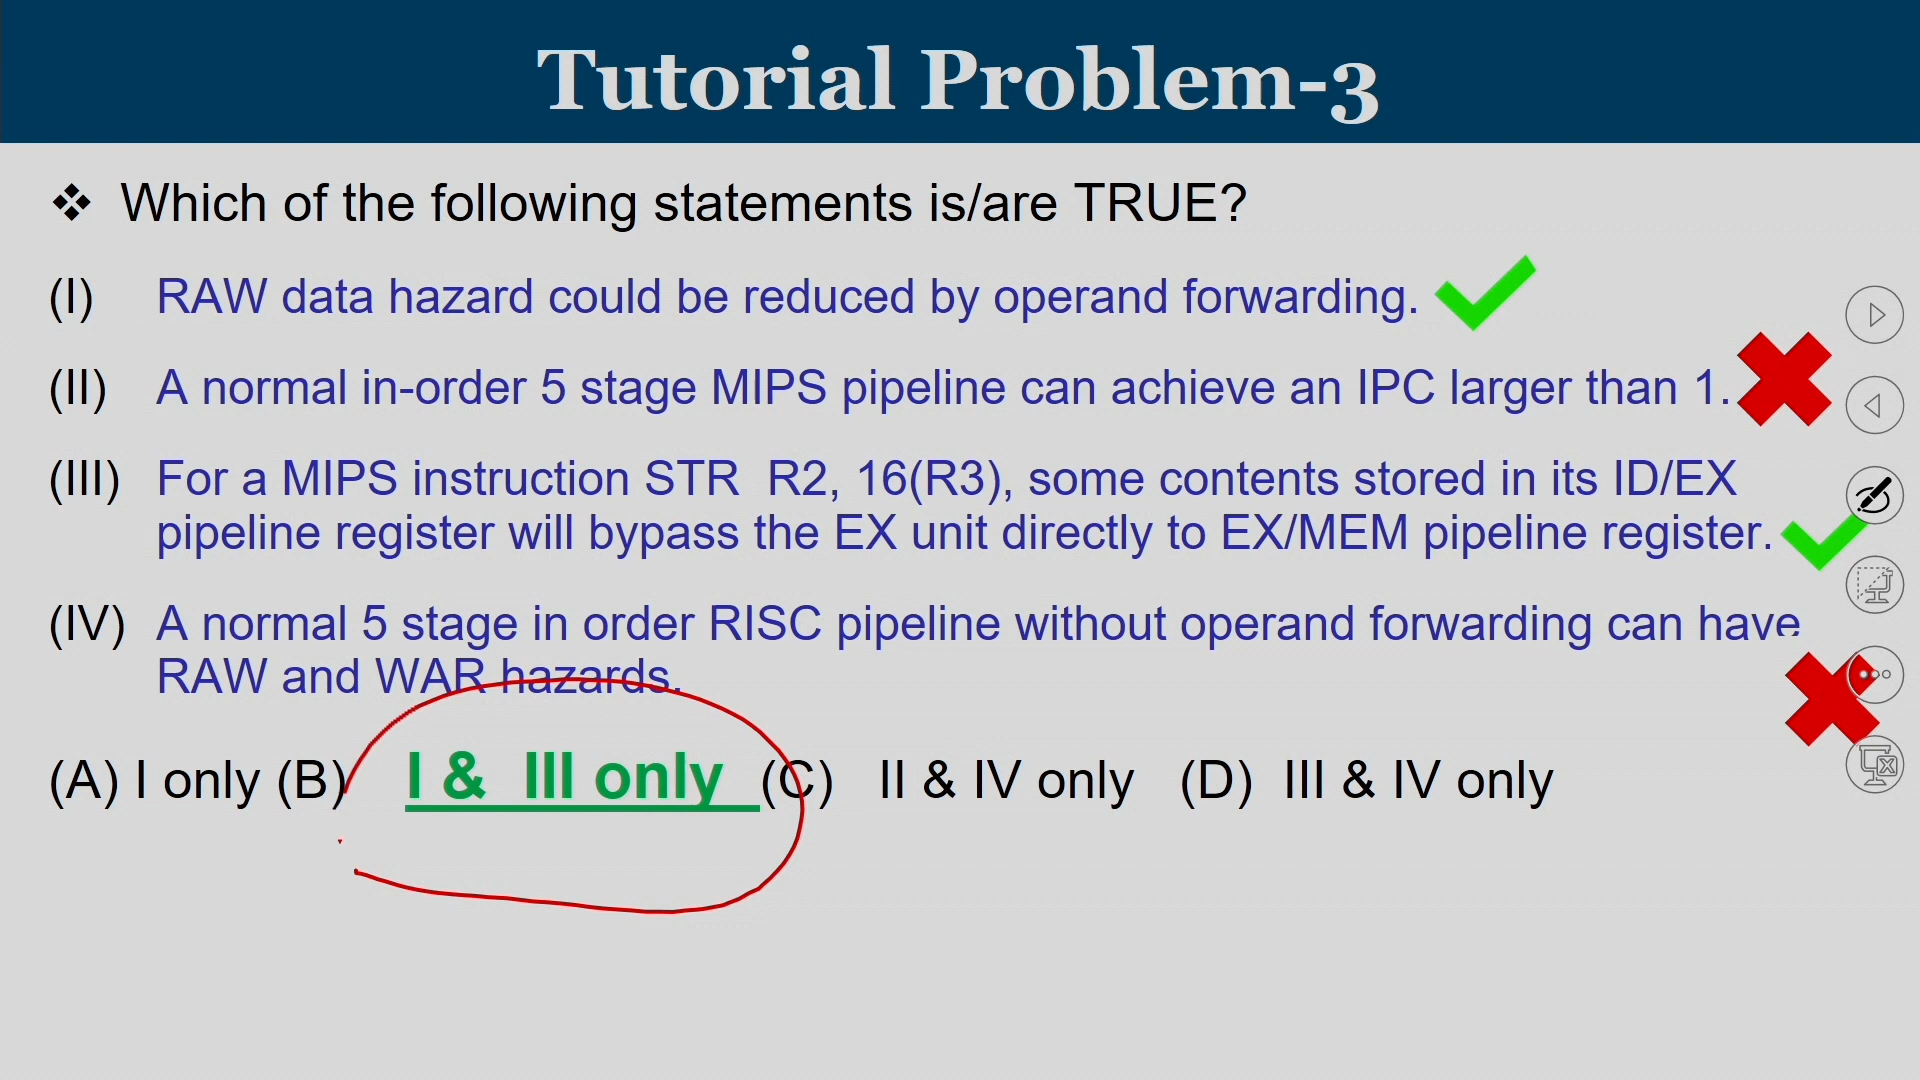 Tutorial Problem-3
❖ Which of the following statements is/are TRUE?
(I) RAW data hazard could be reduced by operand forwarding.
(II) A normal in-order 5 stage MIPS pipeline can achieve an IPC larger than 1.
(III) For a MIPS instruction STR R2, 16(R3), some contents stored in its ID/EX
pipeline register will bypass the EX unit directly to EX/MEM pipeline register.
(IV) A normal 5 stage in order RISC pipeline without operand forwarding can have
RAW and WAR hazards.
(A) I only (B) I & III only (C) II & IV only (D) III & IV only